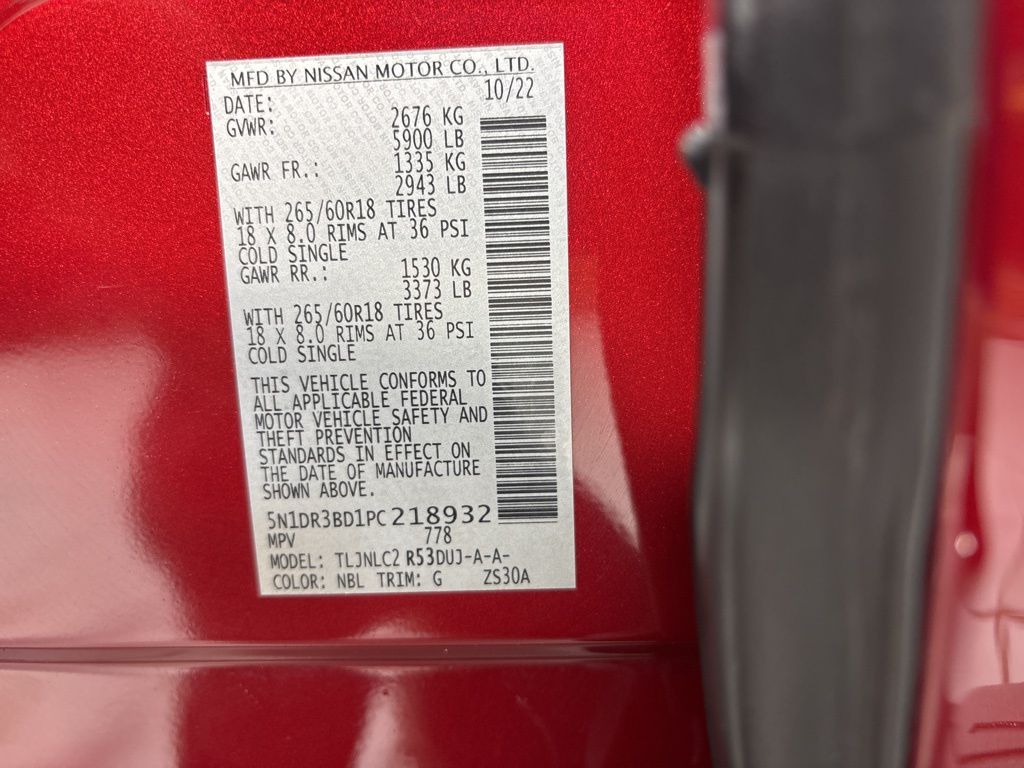 MFD BY NISSAN MOTOR CO., LTD.
DATE: 10/22
GVWR: 2676 KG
5900 LB
GAWR FR.: 1335 KG
2943 LB
WITH 265/60R18 TIRES
18 X 8.0 RIMS AT 36 PSI
COLD SINGLE
GAWR RR.: 1530 KG
3373 LB
WITH 265/60R18 TIRES
18 X 8.0 RIMS AT 36 PSI
COLD SINGLE
THIS VEHICLE CONFORMS TO
ALL APPLICABLE FEDERAL
MOTOR VEHICLE SAFETY AND
THEFT PREVENTION
STANDARDS IN EFFECT ON
THE DATE OF MANUFACTURE
SHOWN ABOVE.
5N1DR3BD1PC218932
MPV 778
MODEL: TLJNLC2 R53DUJ-A-A-
COLOR: NBL TRIM: G ZS30A